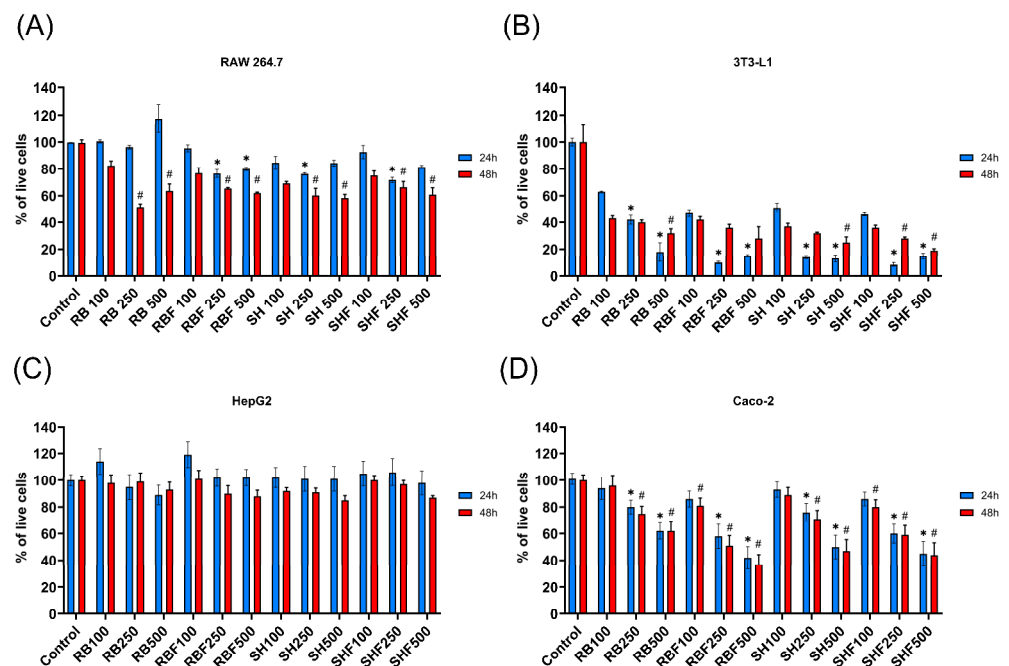 (A)
RAW 264.7
% of live cells
140
120
100
80
60
40
20
0
# # * # * # * # # * # #
Control RB 100 RB 250 RB 500 RBF 100 RBF 250 RBF 500 SH 100 SH 250 SH 500 SHF 100 SHF 250 SHF 500
24h
48h
(B)
3T3-L1
% of live cells
140
120
100
80
60
40
20
0
* * # * * * * # * # * #
Control RB 100 RB 250 RB 500 RBF 100 RBF 250 RBF 500 SH 100 SH 250 SH 500 SHF 100 SHF 250 SHF 500
24h
48h
(C)
HepG2
% of live cells
140
120
100
80
60
40
20
0
Control RB100 RB250 RB500 RBF100 RBF250 RBF500 SH100 SH250 SH500 SHF100 SHF250 SHF500
24h
48h
(D)
Caco-2
% of live cells
140
120
100
80
60
40
20
0
* # * # # * # * # * # * # # * # * #
Control RB100 RB250 RB500 RBF100 RBF250 RBF500 SH100 SH250 SH500 SHF100 SHF250 SHF500
24h
48h